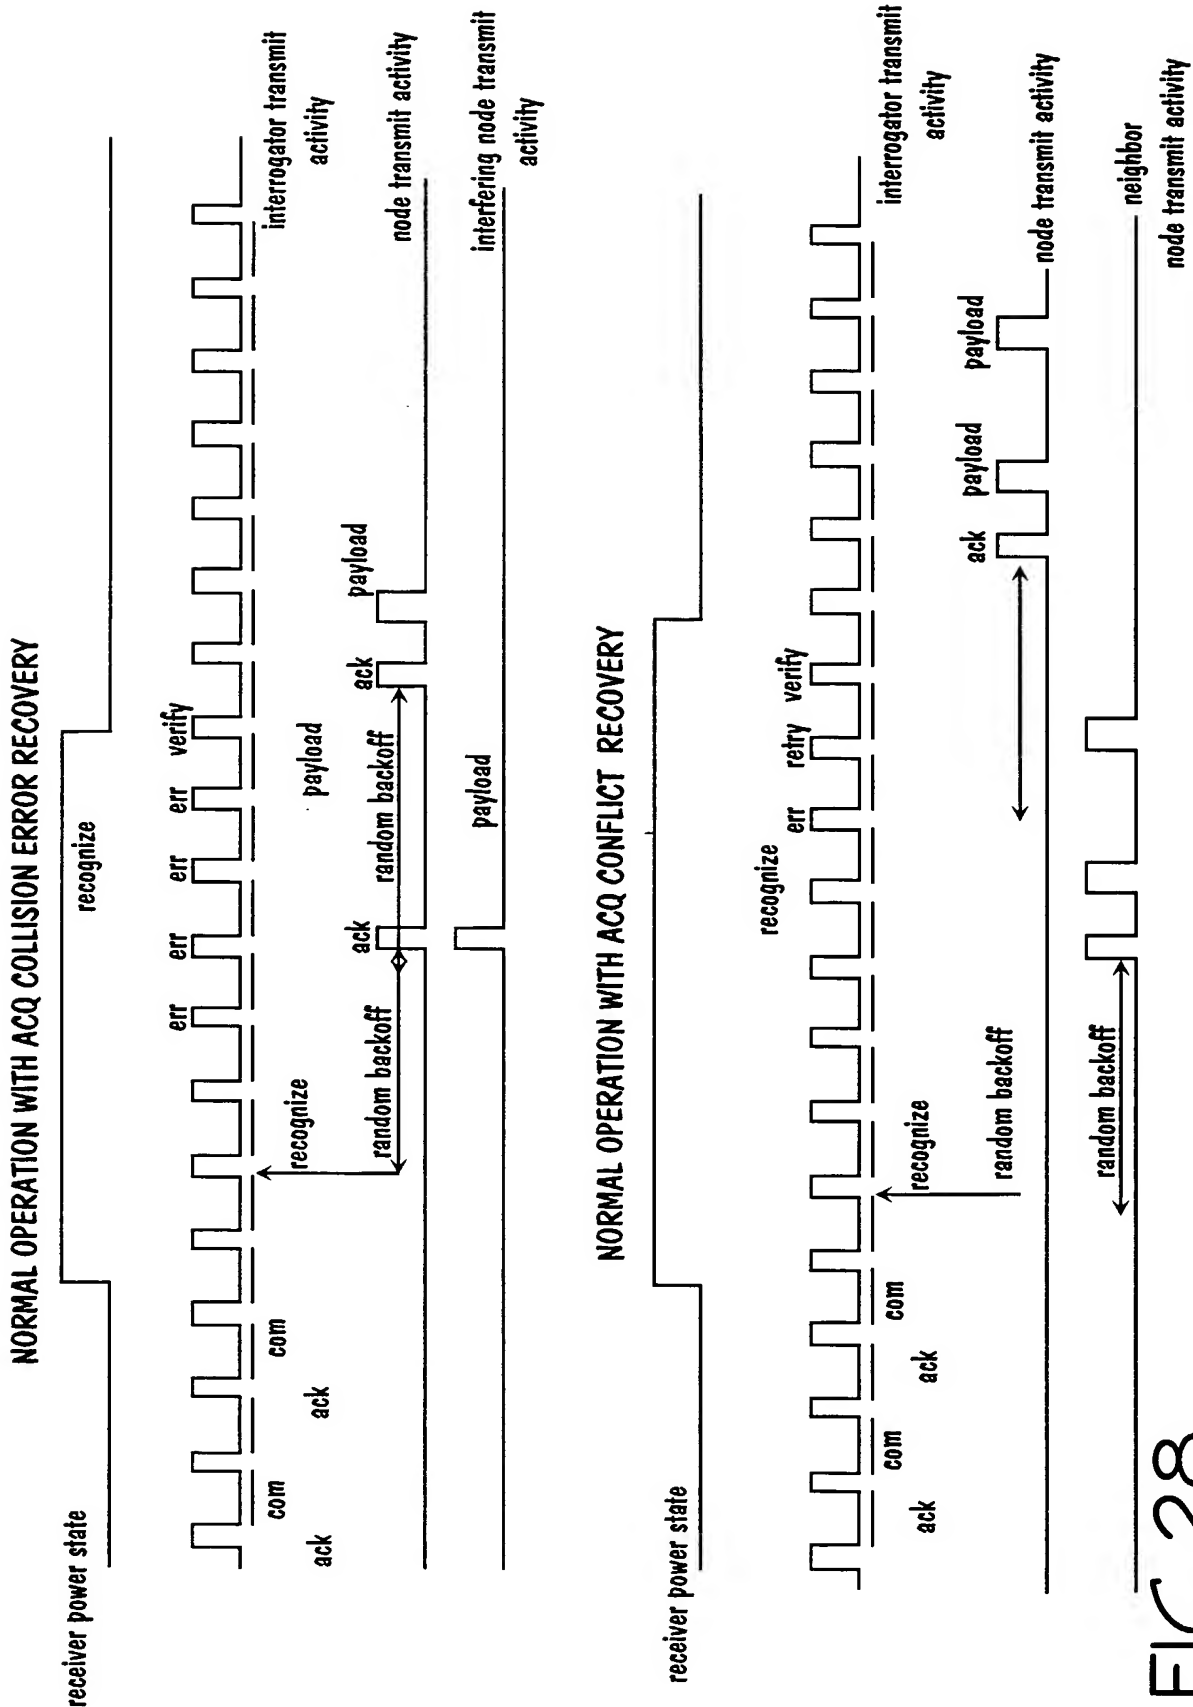 NORMAL OPERATION WITH ACQ COLLISION ERROR RECOVERY
receiver power state
recognize
err
err
err
err
verify
interrogator transmit
activity
com
com
ack
ack
recognize
payload
random backoff
random backoff
ack
ack
payload
node transmit activity
payload
interfering node transmit
activity
NORMAL OPERATION WITH ACQ CONFLICT RECOVERY
receiver power state
recognize
err
retry
verify
interrogator transmit
activity
com
com
ack
ack
recognize
random backoff
ack
payload
payload
node transmit activity
random backoff
neighbor
node transmit activity
FIG 28